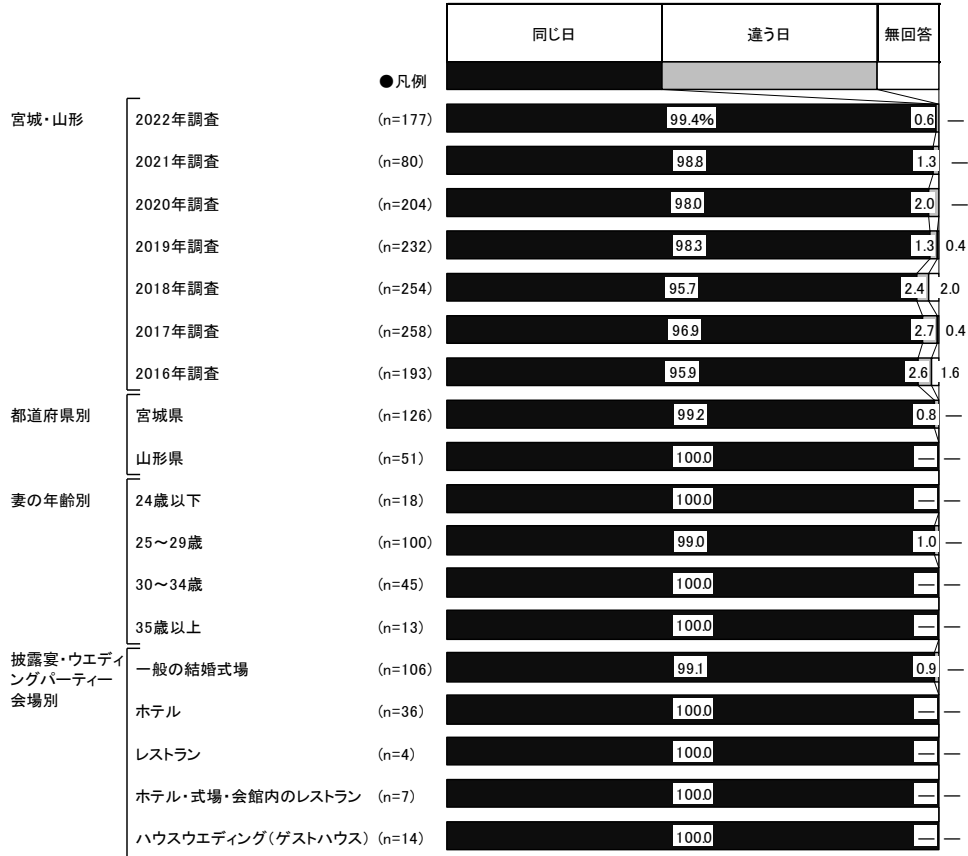 同じ日 違う日 無回答
●凡例
宮城・山形 2022年調査 (n=177) 99.4% 0.6 —
2021年調査 (n=80) 98.8 1.3 —
2020年調査 (n=204) 98.0 2.0 —
2019年調査 (n=232) 98.3 1.3 0.4
2018年調査 (n=254) 95.7 2.4 2.0
2017年調査 (n=258) 96.9 2.7 0.4
2016年調査 (n=193) 95.9 2.6 1.6
都道府県別 宮城県 (n=126) 99.2 0.8 —
山形県 (n=51) 100.0 — —
妻の年齢別 24歳以下 (n=18) 100.0 — —
25～29歳 (n=100) 99.0 1.0 —
30～34歳 (n=45) 100.0 — —
35歳以上 (n=13) 100.0 — —
披露宴・ウエディ
ングパーティー
会場別
一般の結婚式場 (n=106) 99.1 0.9 —
ホテル (n=36) 100.0 — —
レストラン (n=4) 100.0 — —
ホテル・式場・会館内のレストラン (n=7) 100.0 — —
ハウスウエディング(ゲストハウス) (n=14) 100.0 — —